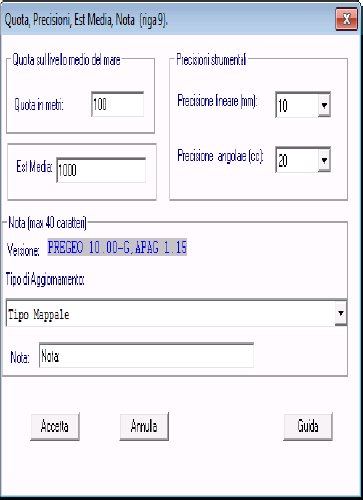 Quota, Precisioni, Est Media, Nota (riga 9).
Quota sul livello medio del mare
Quota in metri: 100
Est Media: 1000
Precisioni strumentali
Precisione lineare (mm): 10
Precisione angolare (cc): 20
Nota (max 40 caratteri)
Versione: PREGEO 10.00-G,APAG 1.15
Tipo di Aggiornamento:
Tipo Mappale
Nota: Nota
Accetta Annulla Guida